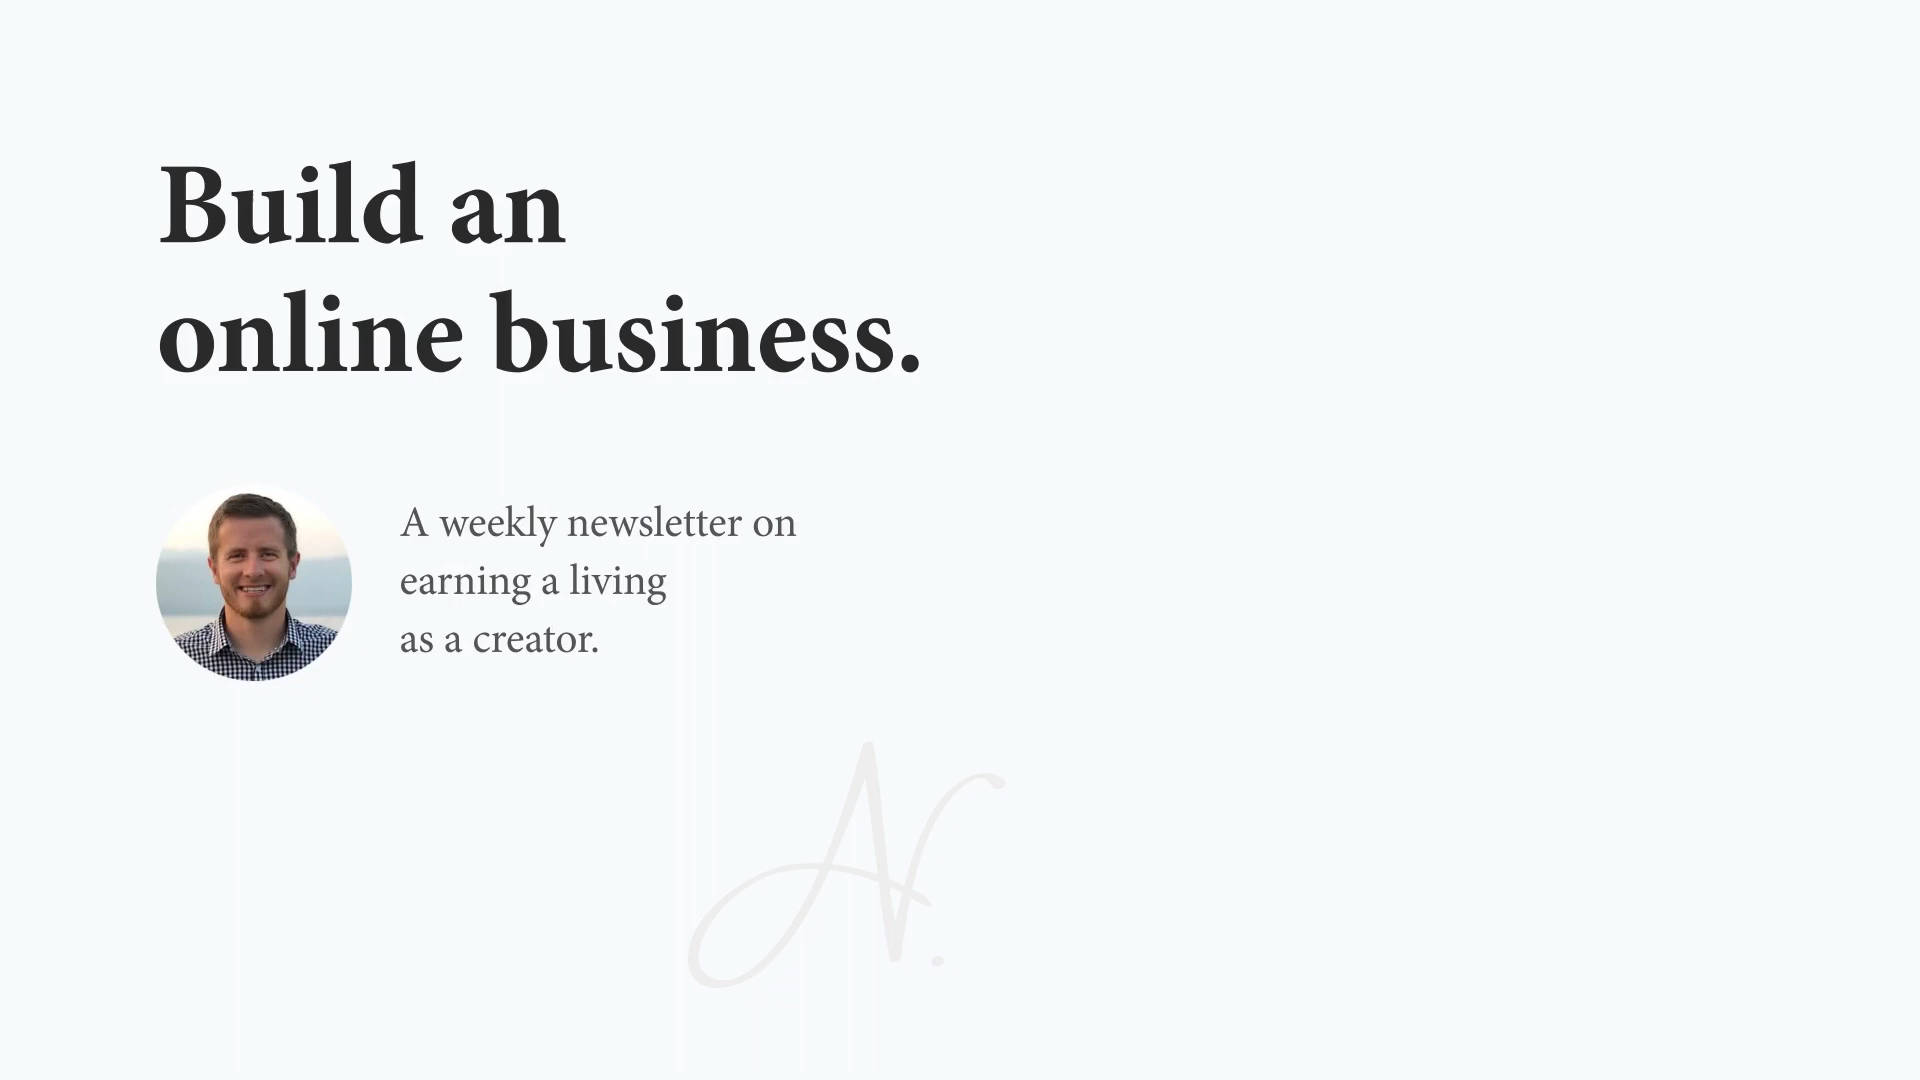 Build an
online business.
A weekly newsletter on
earning a living
as a creator.
N.